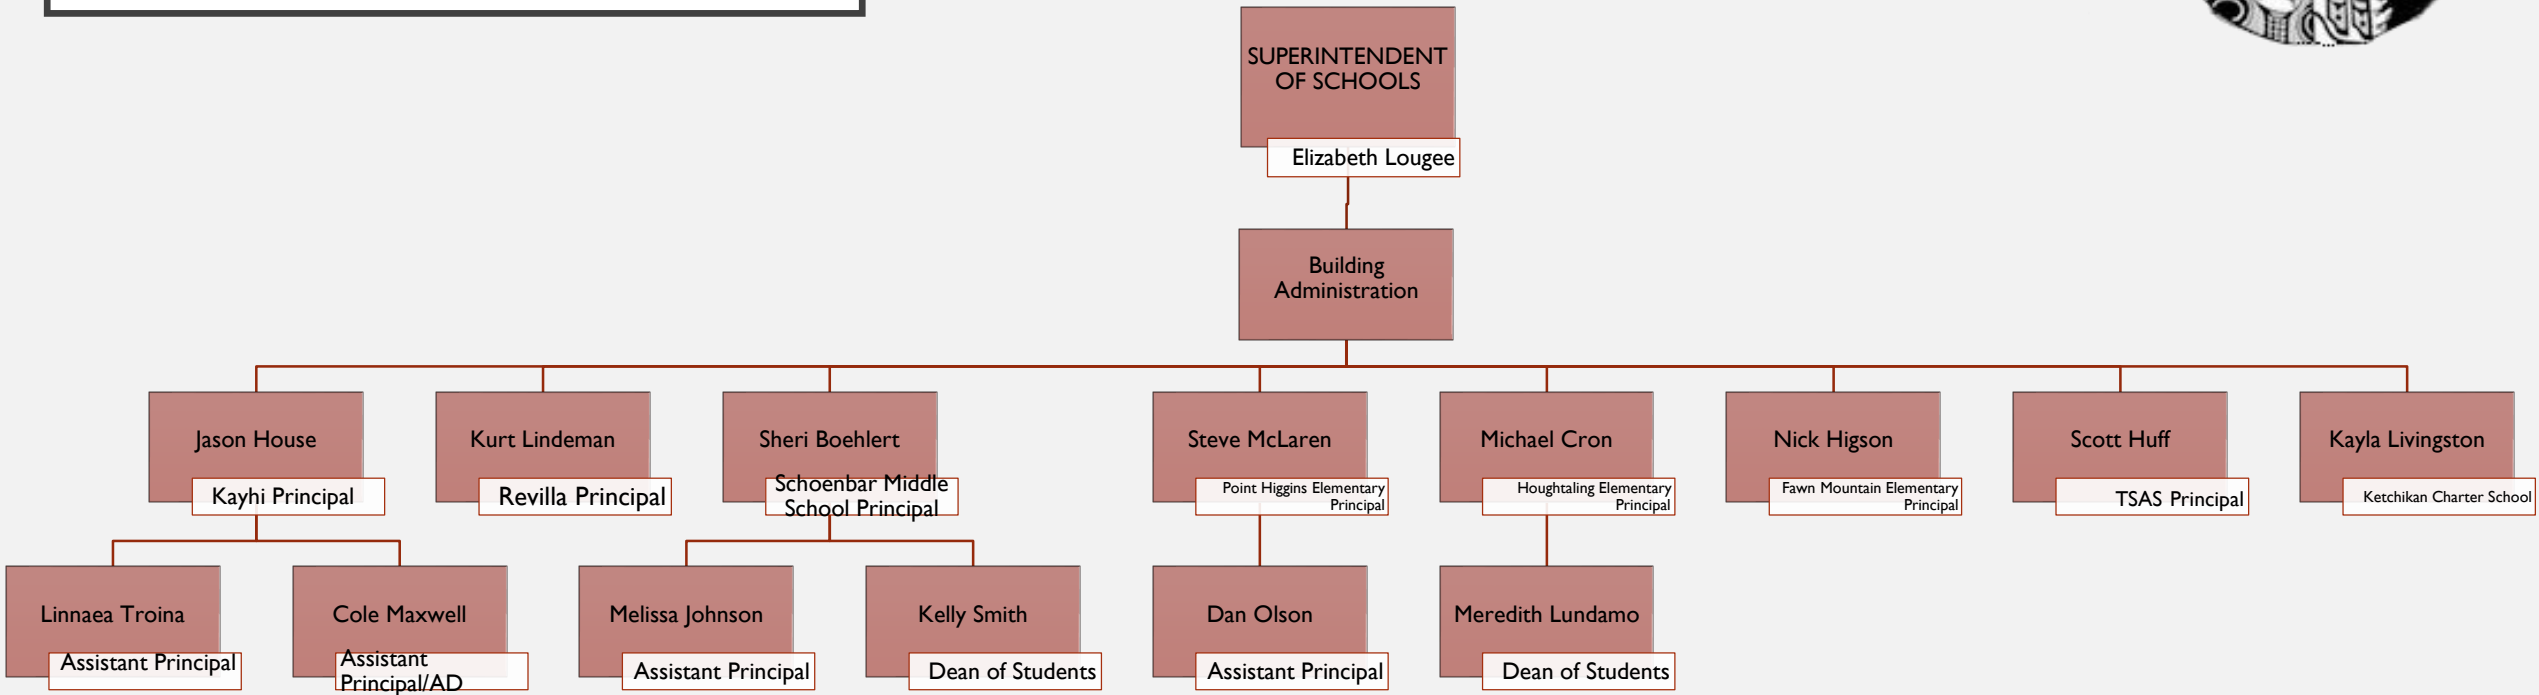 SUPERINTENDENT
OF SCHOOLS
Elizabeth Lougee
Building
Administration
Jason House
Kayhi Principal
Kurt Lindeman
Revilla Principal
Sheri Boehlert
Schoenbar Middle
School Principal
Steve McLaren
Point Higgins Elementary
Principal
Michael Cron
Houghtaling Elementary
Principal
Nick Higson
Fawn Mountain Elementary
Principal
Scott Huff
TSAS Principal
Kayla Livingston
Ketchikan Charter School
Linnaea Troina
Assistant Principal
Cole Maxwell
Assistant
Principal/AD
Melissa Johnson
Assistant Principal
Kelly Smith
Dean of Students
Dan Olson
Assistant Principal
Meredith Lundamo
Dean of Students